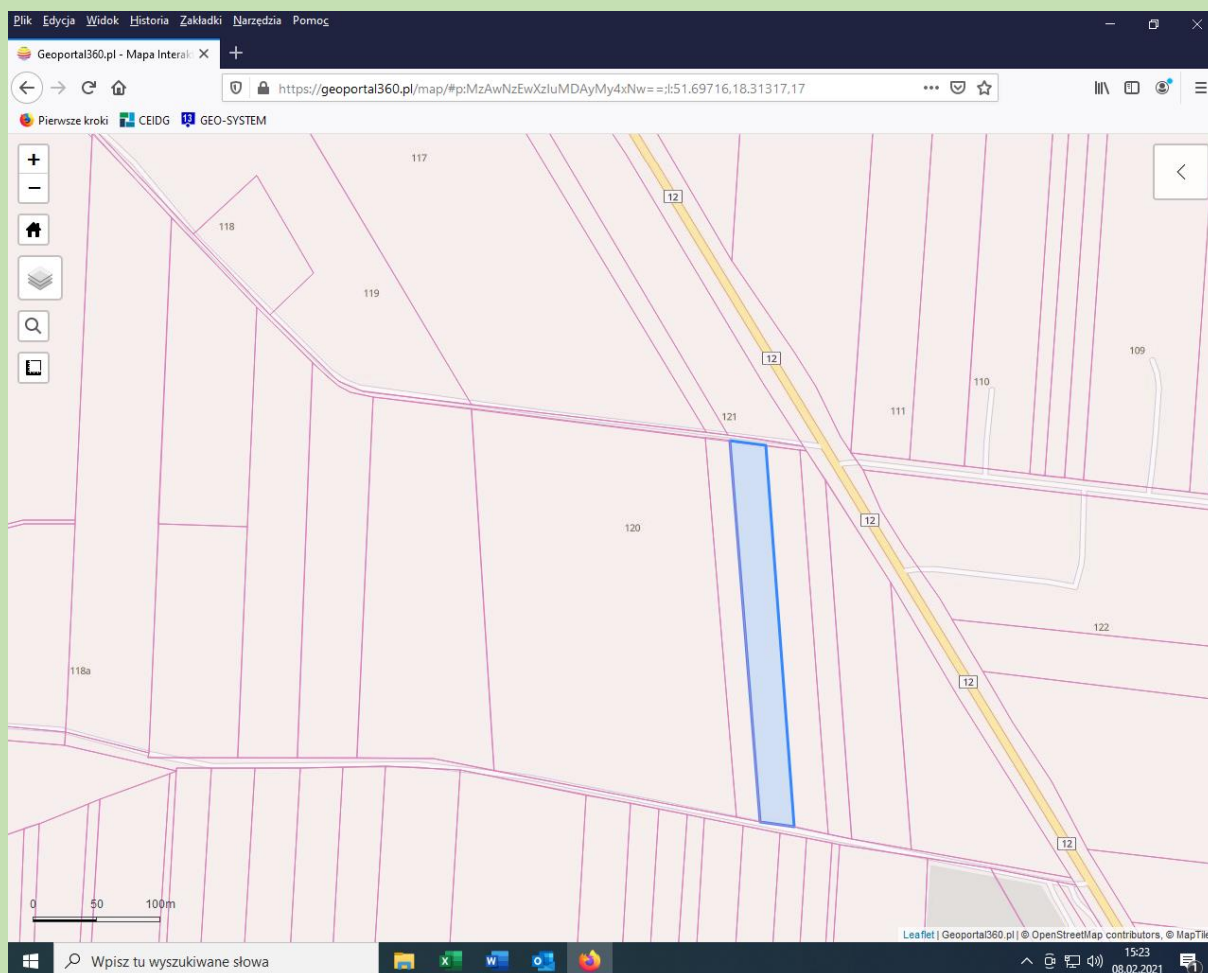 Plik Edycja Widok Historia Zakładki Narzędzia Pomoc
Geoportal360.pl - Mapa Interak
https://geoportal360.pl/map/#p:MzAwNzEwXzIuMDAyMy4xNw==;l:51.69716,18.31317,17
Pierwsze kroki CEIDG GEO-SYSTEM
117
12
118
119
109
12
110
111
121
12
120
122
118a
12
12
0 50 100m
Leaflet | Geoportal360.pl | © OpenStreetMap contributors, © MapTile
Wpisz tu wyszukiwane słowa
15:23
08.02.2021